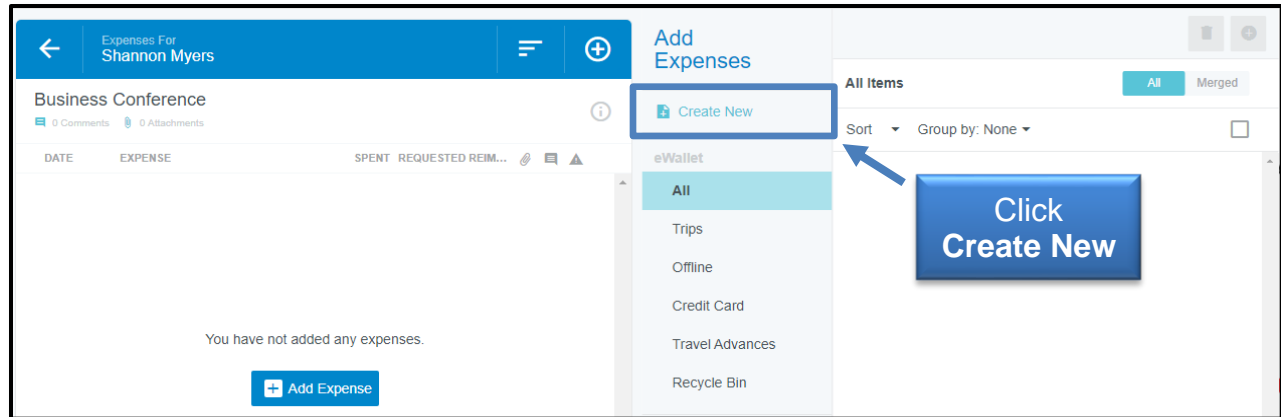 Expenses For
Shannon Myers
Business Conference
0 Comments 0 Attachments
DATE EXPENSE SPENT REQUESTED REIM...
You have not added any expenses.
Add Expense
Add
Expenses
Create New
eWallet
All
Trips
Offline
Credit Card
Travel Advances
Recycle Bin
All Items All Merged
Sort Group by: None
Click
Create New